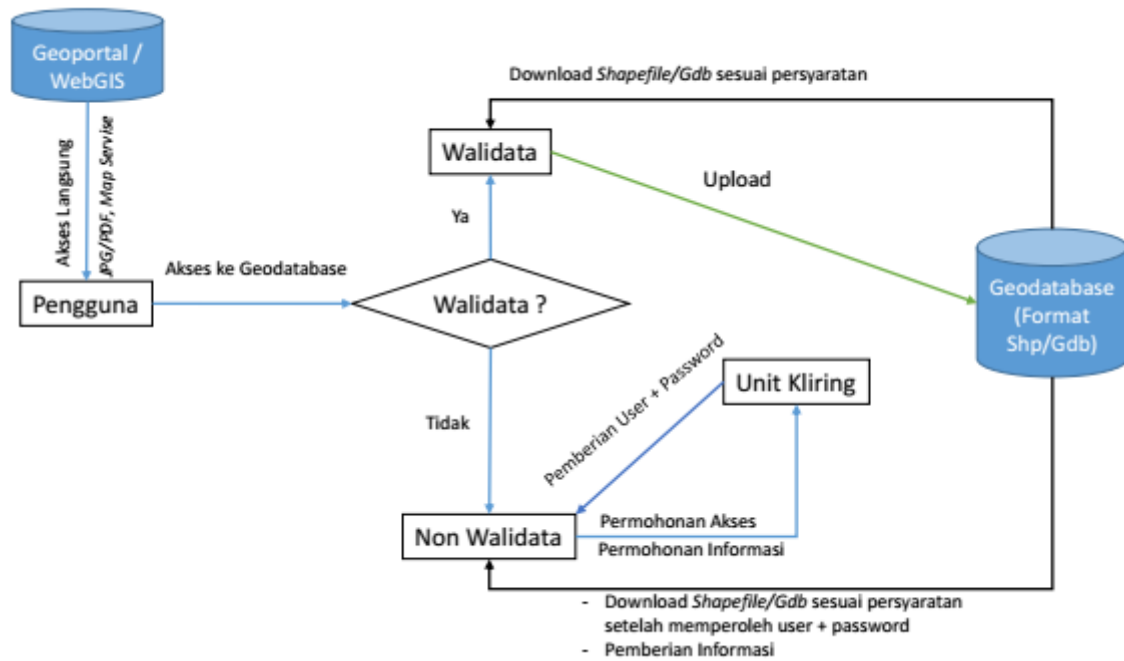 Geoportal /
WebGIS
Akses Langsung
JPG/PDF, Map Servise
Pengguna
Akses ke Geodatabase
Walidata ?
Ya
Walidata
Download Shapefile/Gdb sesuai persyaratan
Upload
Geodatabase
(Format
Shp/Gdb)
Tidak
Unit Kliring
Pemberian User + Password
Non Walidata
Permohonan Akses
Permohonan Informasi
- Download Shapefile/Gdb sesuai persyaratan
setelah memperoleh user + password
- Pemberian Informasi